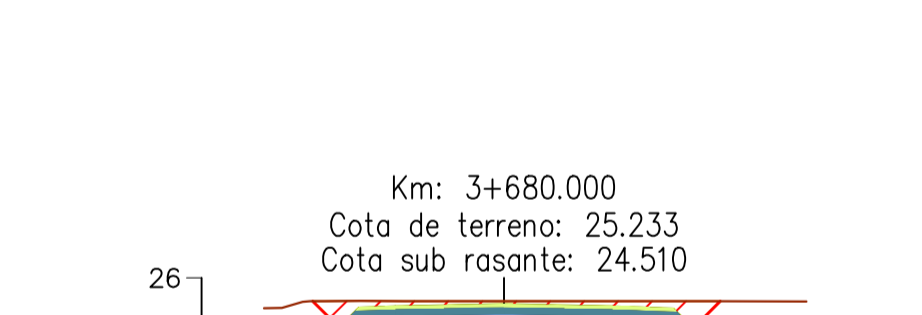 Km: 3+680.000
Cota de terreno: 25.233
Cota sub rasante: 24.510
26